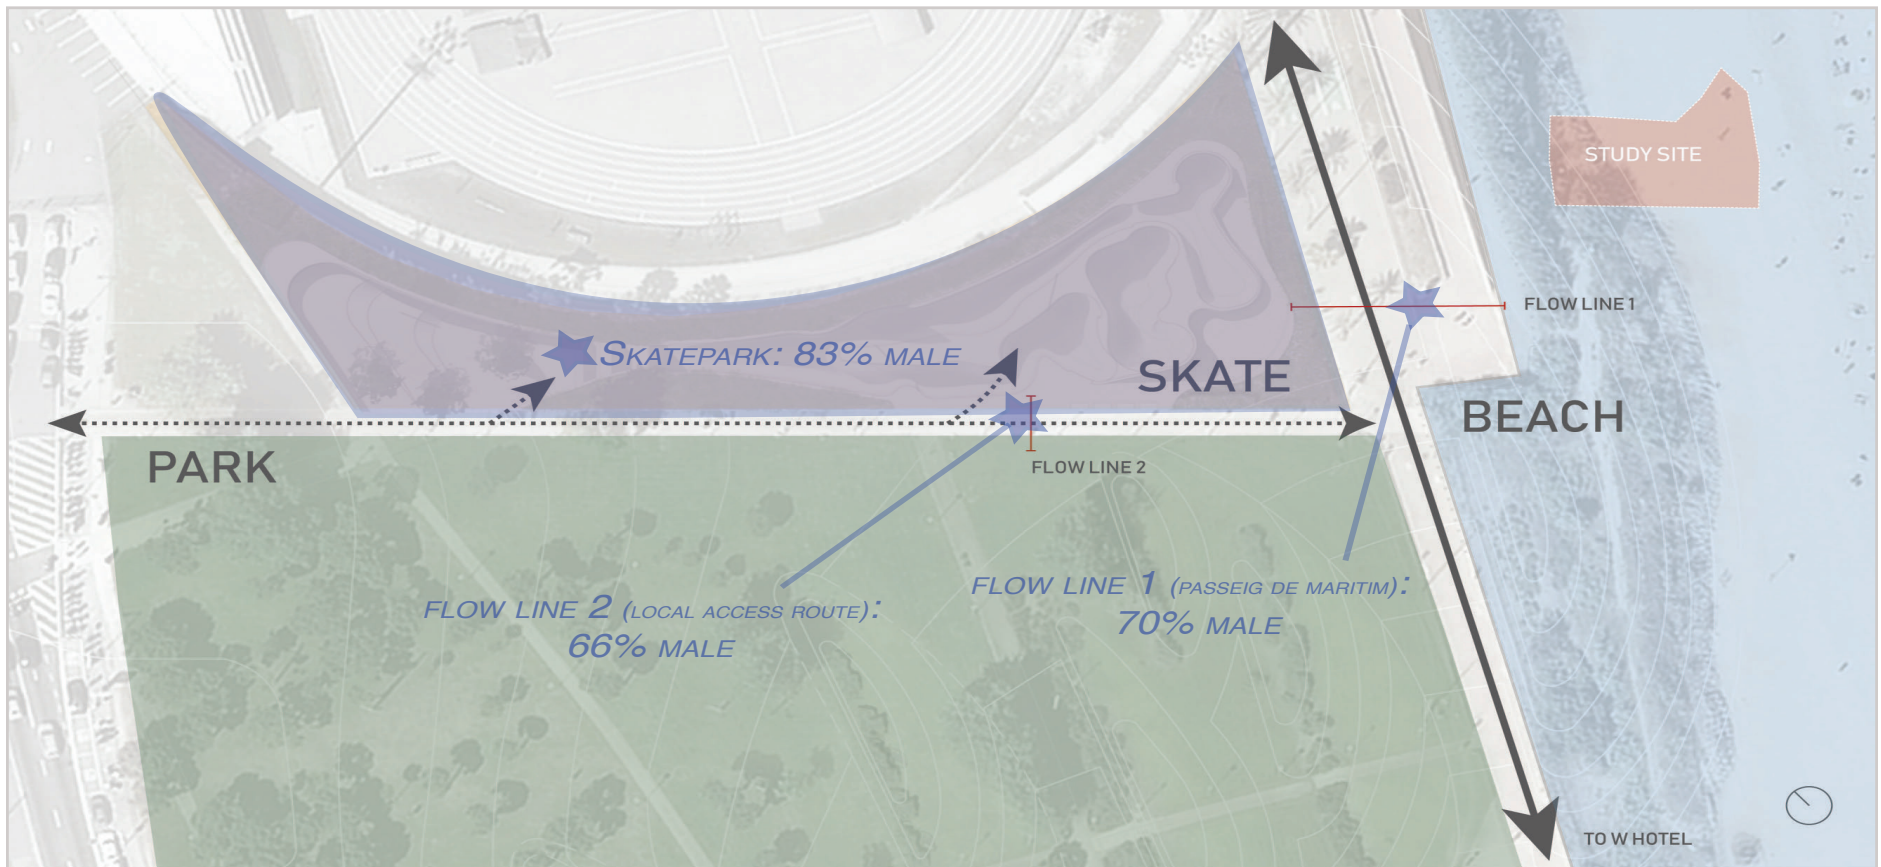 STUDY SITE
FLOW LINE 1
SKATEPARK: 83% MALE
SKATE
BEACH
PARK
FLOW LINE 2
FLOW LINE 1 (PASSEIG DE MARITIM):
70% MALE
FLOW LINE 2 (LOCAL ACCESS ROUTE):
66% MALE
TO W HOTEL